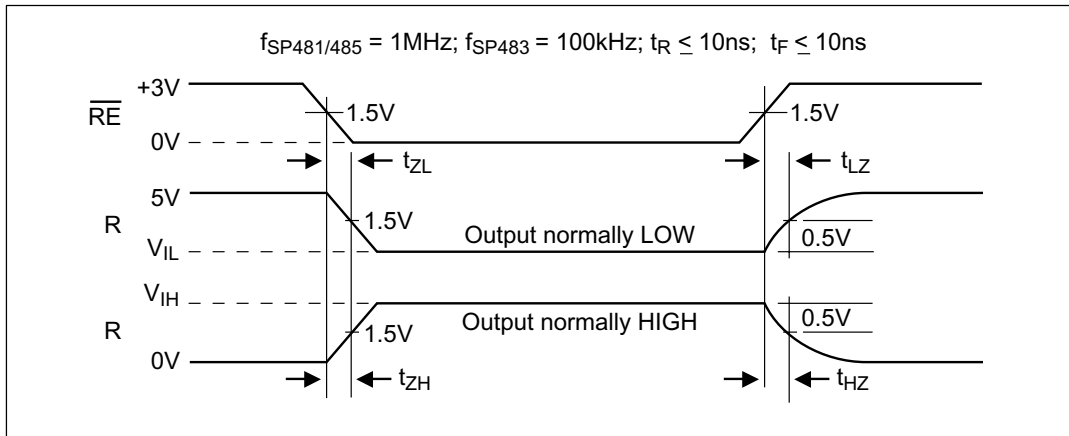 fSP481/485 = 1MHz; fSP483 = 100kHz; tR ≤ 10ns; tF ≤ 10ns
+3V
RE
1.5V
1.5V
0V
tZL
tLZ
5V
R
1.5V
VIL
Output normally LOW
0.5V
VIH
R
1.5V
Output normally HIGH
0.5V
0V
tZH
tHZ